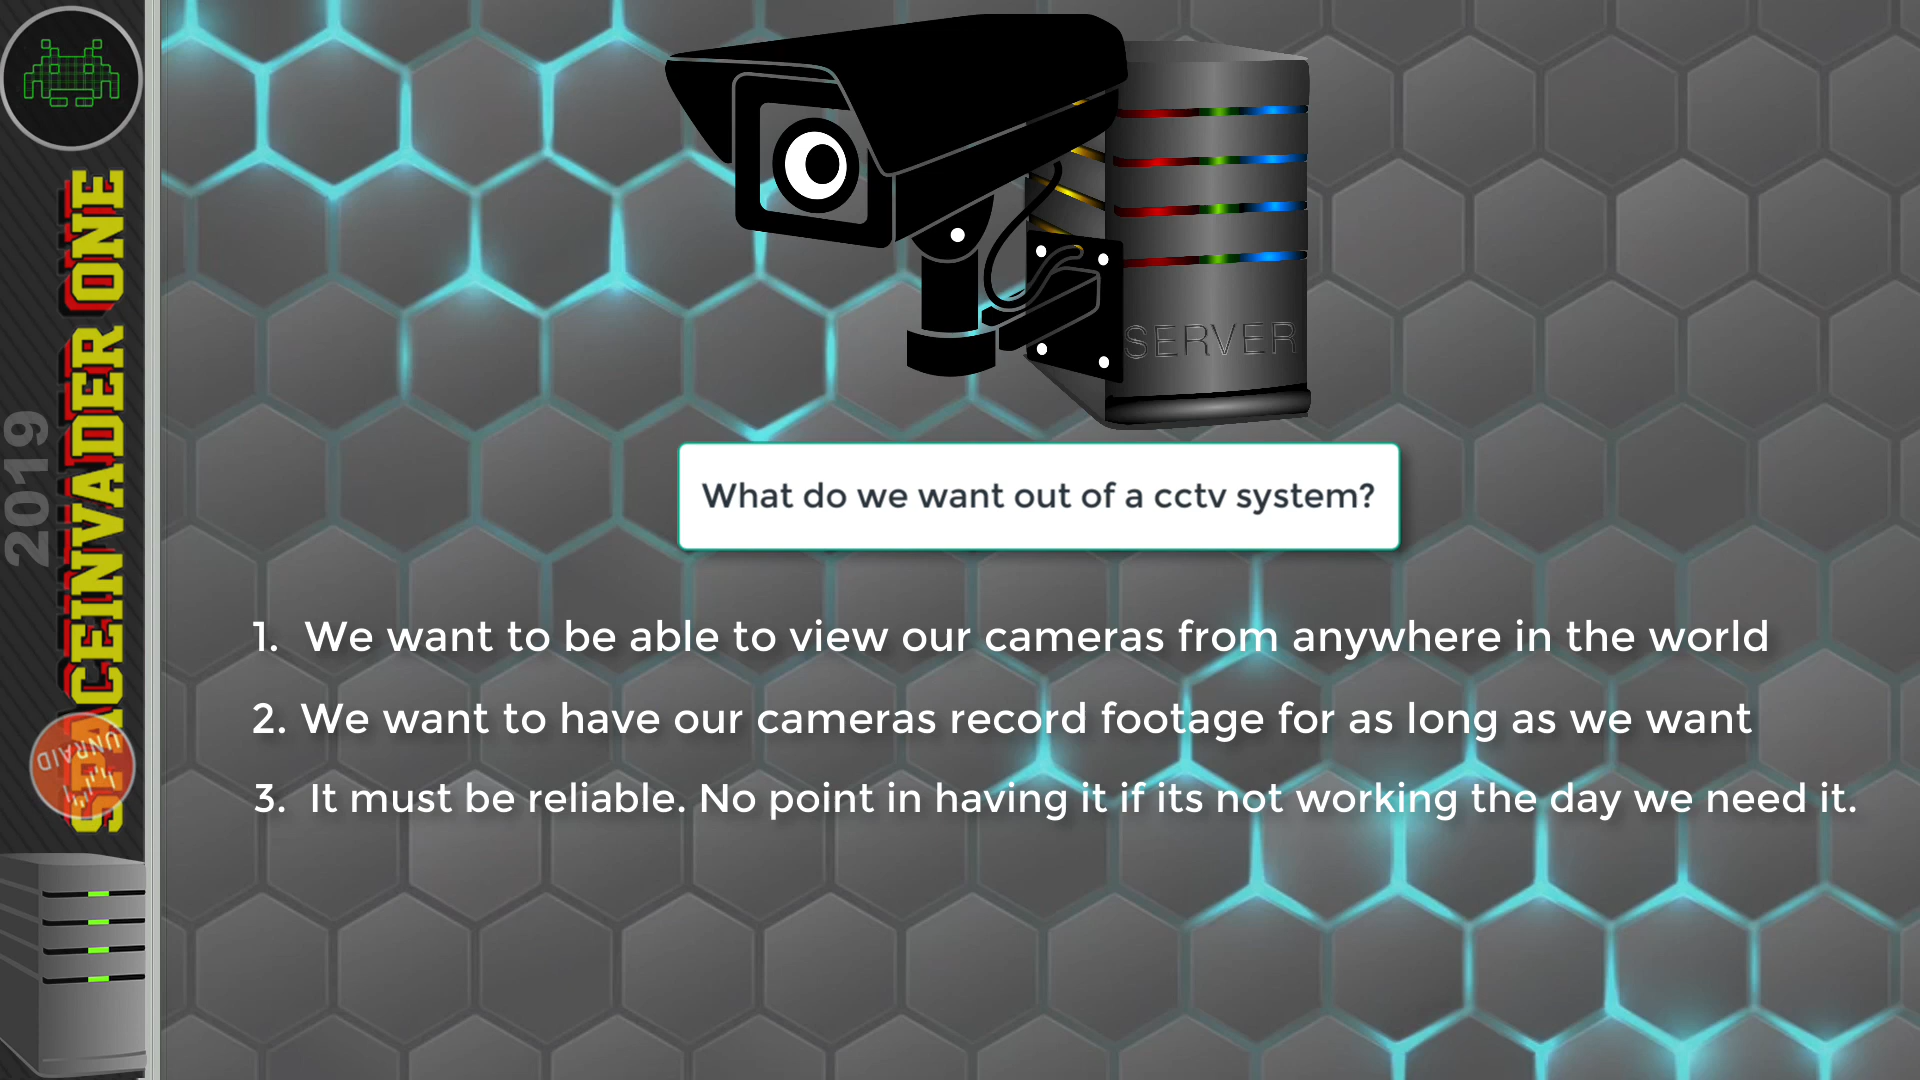 SPACEINVADER ONE
2019
UNRAID
SERVER
What do we want out of a cctv system?
1. We want to be able to view our cameras from anywhere in the world
2. We want to have our cameras record footage for as long as we want
3. It must be reliable. No point in having it if its not working the day we need it.